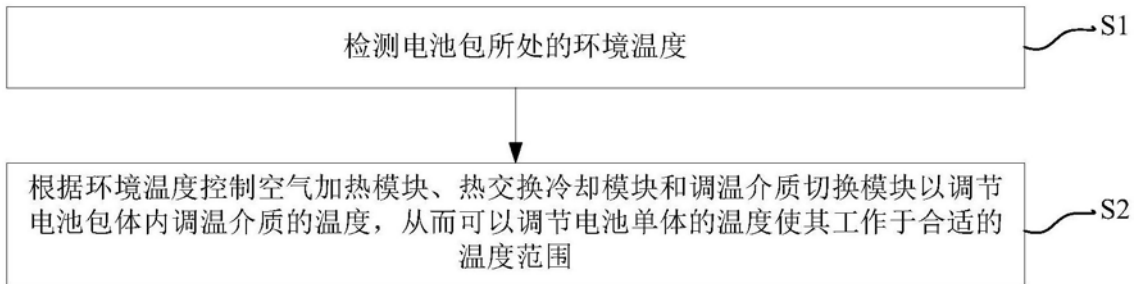 检测电池包所处的环境温度
S1
根据环境温度控制空气加热模块、热交换冷却模块和调温介质切换模块以调节
电池包体内调温介质的温度，从而可以调节电池单体的温度使其工作于合适的
温度范围
S2